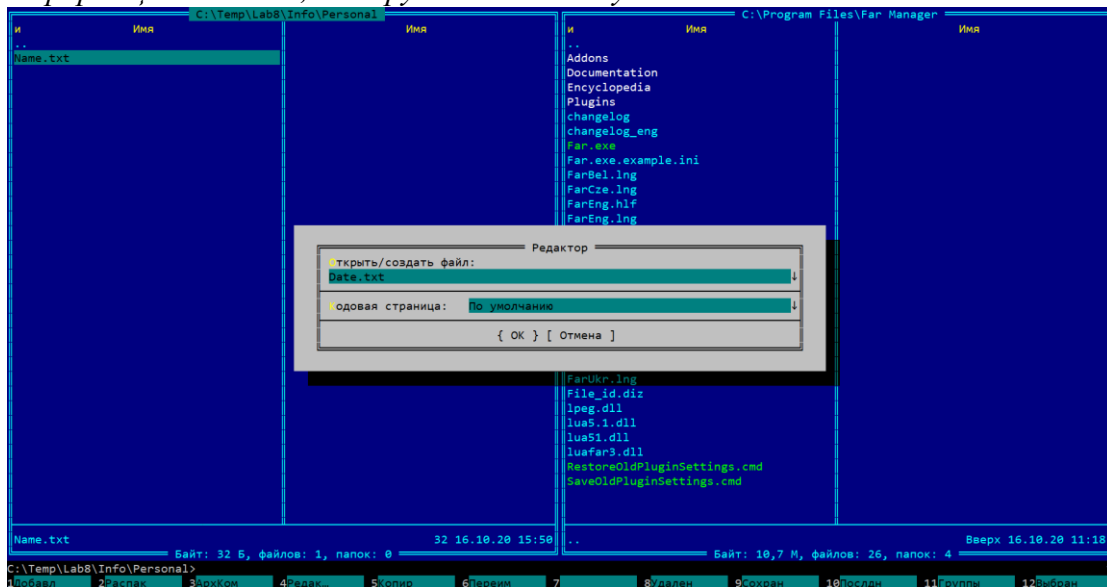 C:\Temp\Lab8\Info\Personal
C:\Program Files\Far Manager
и Имя Имя
и Имя Имя
..
Name.txt
..
Addons
Documentation
Encyclopedia
Plugins
changelog
changelog_eng
Far.exe
Far.exe.example.ini
FarBel.lng
FarCze.lng
FarEng.hlf
FarEng.lng
Редактор
Открыть/создать файл:
Date.txt ↓
Кодовая страница: По умолчанию ↓
{ OK } [ Отмена ]
FarUkr.lng
File_id.diz
lpeg.dll
lua5.1.dll
lua51.dll
luafar3.dll
RestoreOldPluginSettings.cmd
SaveOldPluginSettings.cmd
Name.txt 32 16.10.20 15:50
Байт: 32 Б, файлов: 1, папок: 0
.. Вверх 16.10.20 11:18
Байт: 10,7 М, файлов: 26, папок: 4
C:\Temp\Lab8\Info\Personal>
1Добавл 2Распак 3АрхКом 4Редак… 5Копир 6Переим 7 8Удален 9Сохран 10Послдн 11Группы 12Выбран